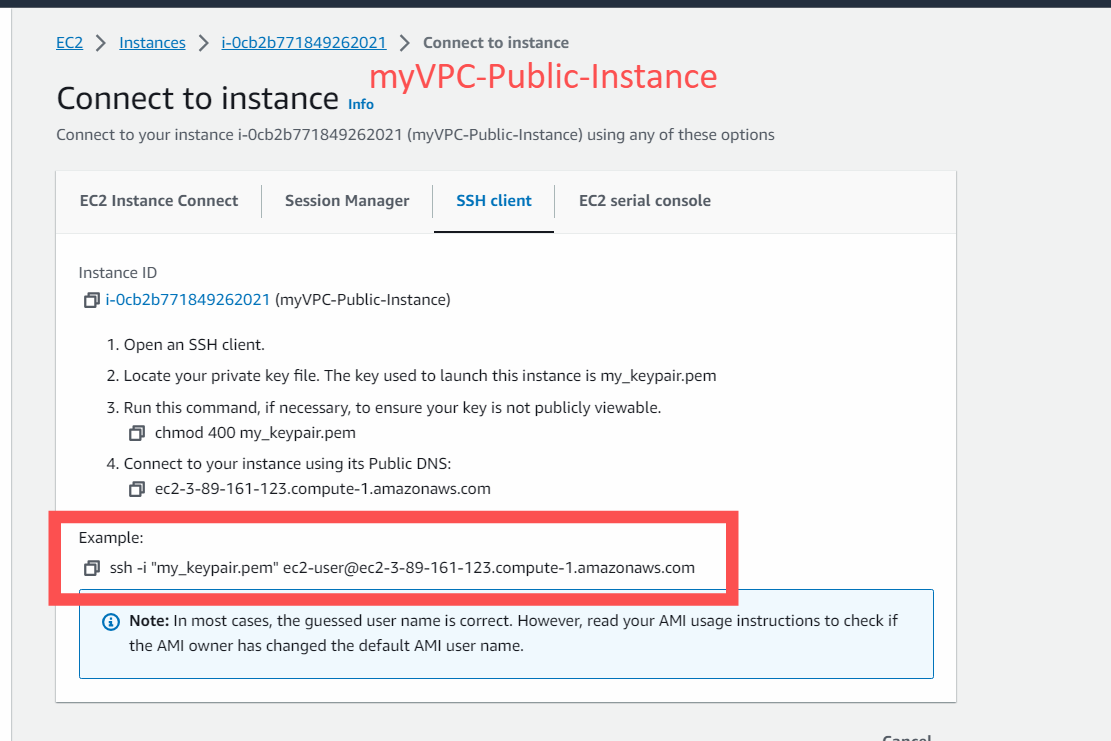 EC2 > Instances > i-0cb2b771849262021 > Connect to instance
myVPC-Public-Instance
Connect to instance Info
Connect to your instance i-0cb2b771849262021 (myVPC-Public-Instance) using any of these options
EC2 Instance Connect Session Manager SSH client EC2 serial console
Instance ID
i-0cb2b771849262021 (myVPC-Public-Instance)
1. Open an SSH client.
2. Locate your private key file. The key used to launch this instance is my_keypair.pem
3. Run this command, if necessary, to ensure your key is not publicly viewable.
chmod 400 my_keypair.pem
4. Connect to your instance using its Public DNS:
ec2-3-89-161-123.compute-1.amazonaws.com
Example:
ssh -i "my_keypair.pem" ec2-user@ec2-3-89-161-123.compute-1.amazonaws.com
Note: In most cases, the guessed user name is correct. However, read your AMI usage instructions to check if
the AMI owner has changed the default AMI user name.
Cancel